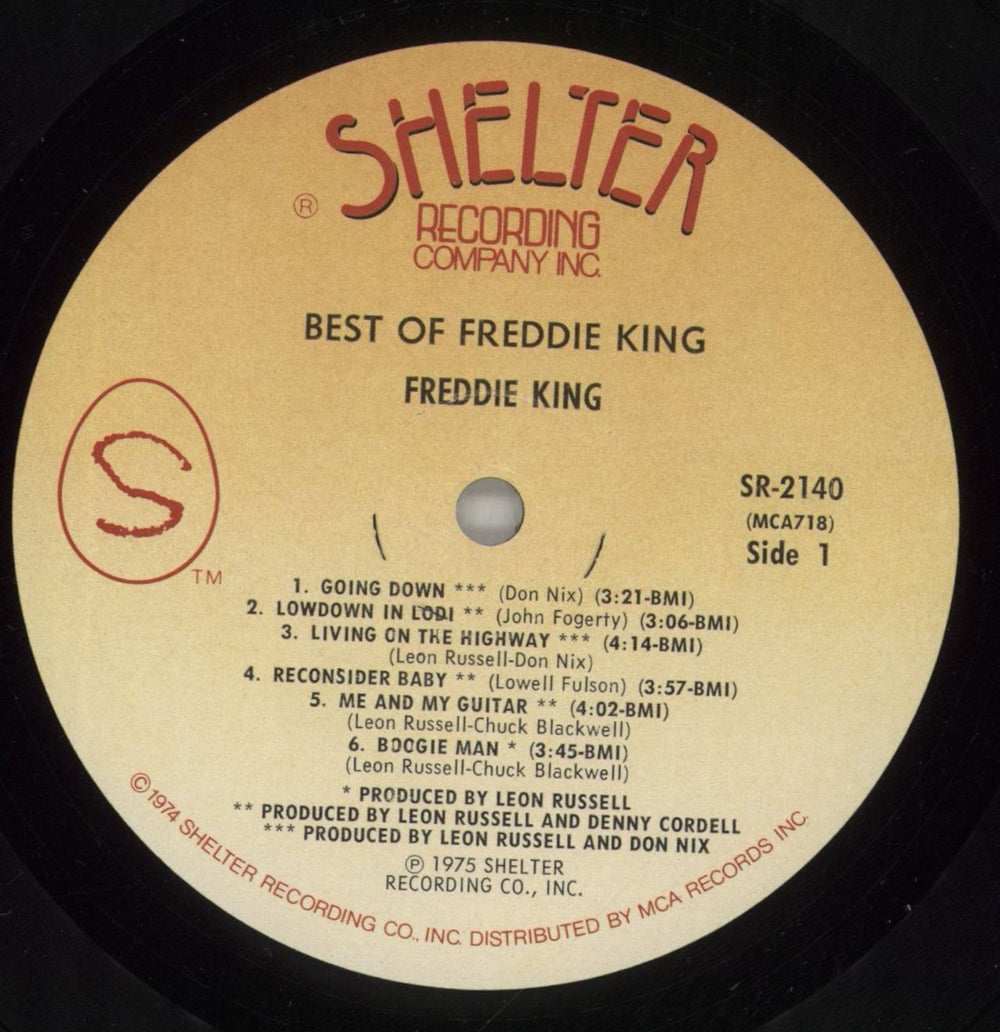 SHELTER
®
RECORDING
COMPANY INC.
BEST OF FREDDIE KING
FREDDIE KING
S
TM
SR-2140
(MCA718)
Side 1
1. GOING DOWN *** (Don Nix) (3:21-BMI)
2. LOWDOWN IN LODI ** (John Fogerty) (3:06-BMI)
3. LIVING ON THE HIGHWAY *** (4:14-BMI)
(Leon Russell-Don Nix)
4. RECONSIDER BABY ** (Lowell Fulson) (3:57-BMI)
5. ME AND MY GUITAR ** (4:02-BMI)
(Leon Russell-Chuck Blackwell)
6. BOOGIE MAN * (3:45-BMI)
(Leon Russell-Chuck Blackwell)
* PRODUCED BY LEON RUSSELL
** PRODUCED BY LEON RUSSELL AND DENNY CORDELL
*** PRODUCED BY LEON RUSSELL AND DON NIX
℗ 1975 SHELTER
RECORDING CO., INC.
©1974 SHELTER RECORDING CO., INC. DISTRIBUTED BY MCA RECORDS INC.